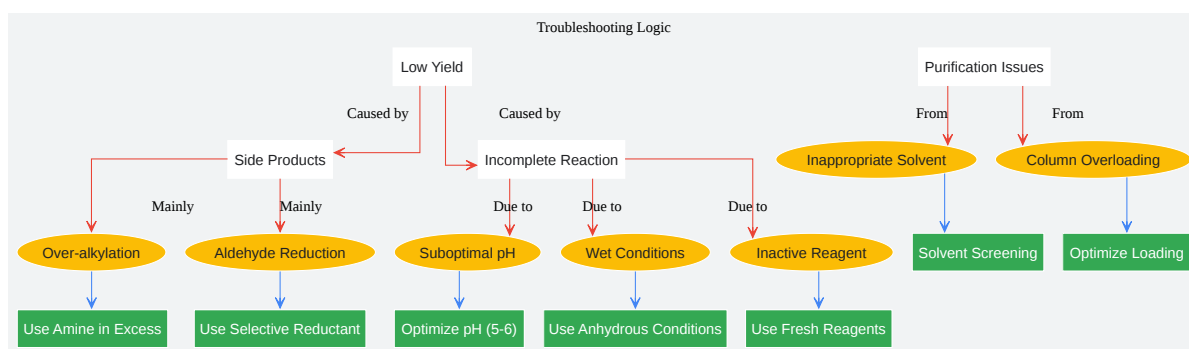 Troubleshooting Logic
Low Yield
Purification Issues
Caused by
Caused by
From
From
Side Products
Incomplete Reaction
Inappropriate Solvent
Column Overloading
Mainly
Mainly
Due to
Due to
Due to
Over-alkylation
Aldehyde Reduction
Suboptimal pH
Wet Conditions
Inactive Reagent
Solvent Screening
Optimize Loading
Use Amine in Excess
Use Selective Reductant
Optimize pH (5-6)
Use Anhydrous Conditions
Use Fresh Reagents